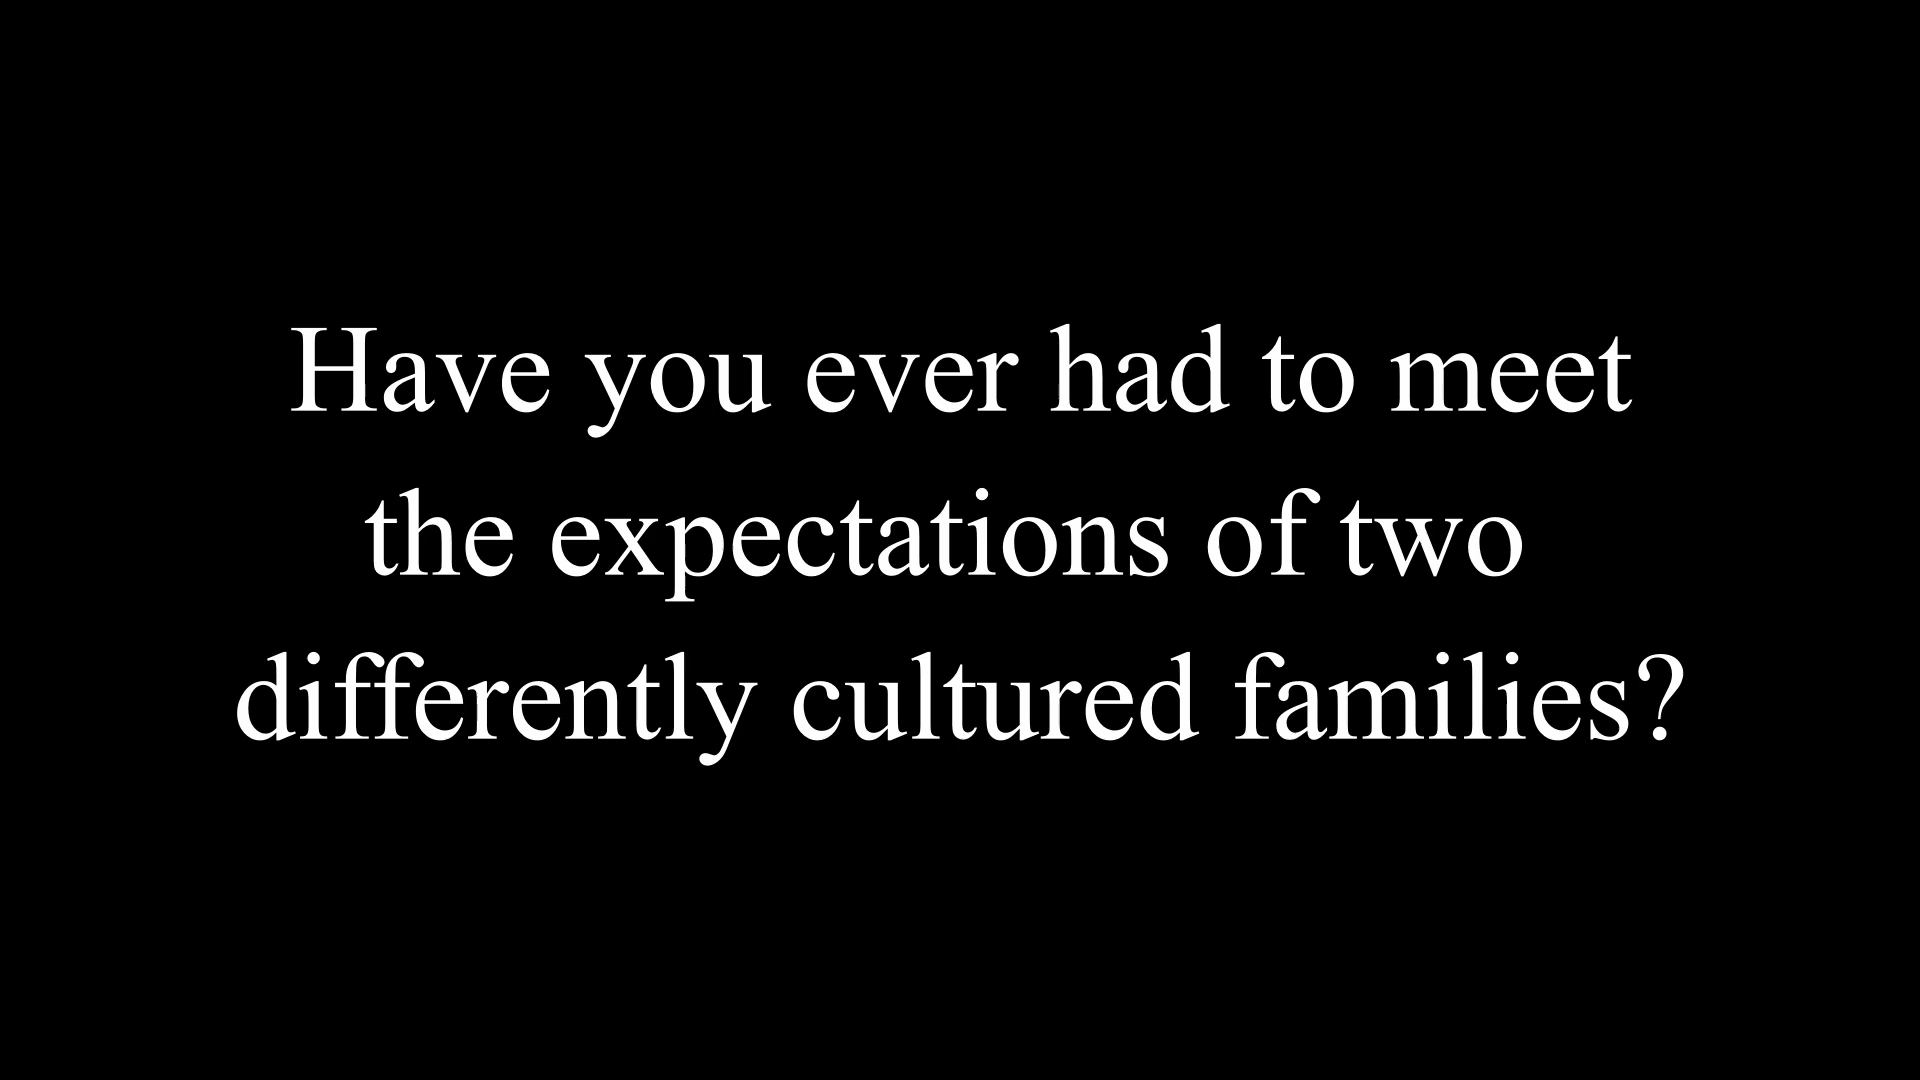 Have you ever had to meet
the expectations of two
differently cultured families?